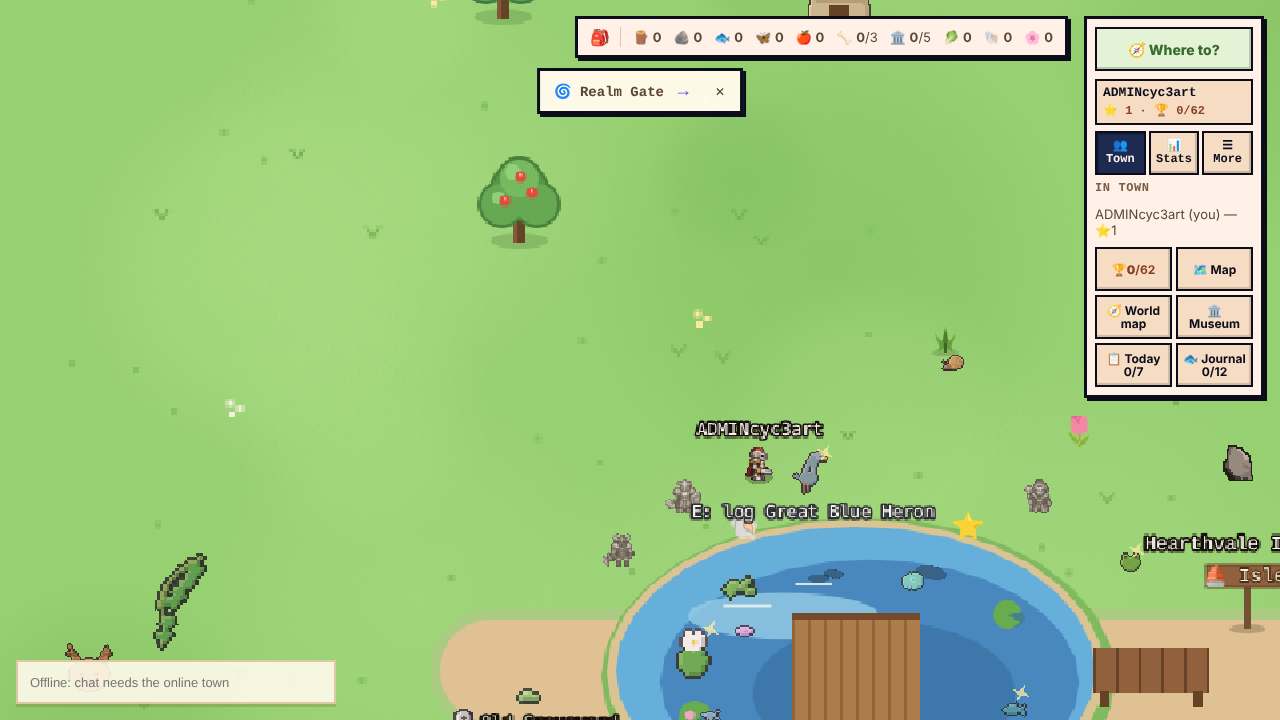 0 0 0 0 0 0/3 0/5 0 0 0
Where to?
Realm Gate → ×
ADMINcyc3art
1 · 0/62
Town Stats More
IN TOWN
ADMINcyc3art (you) —
1
0/62 Map
World map Museum
Today 0/7 Journal 0/12
ADMINcyc3art
E: log Great Blue Heron
Hearthvale I
Isle
Offline: chat needs the online town